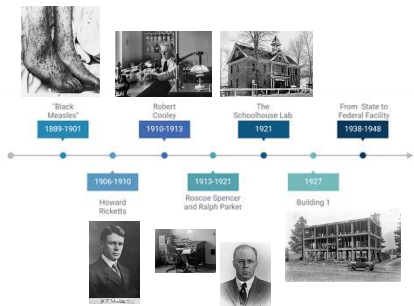 "Black
Measles"
1889-1901
Robert
Cooley
1910-1913
The
Schoolhouse Lab
1921
From State to
Federal Facility
1938-1948
1906-1910
Howard
Ricketts
1913-1921
Roscoe Spencer
and Ralph Parker
1927
Building 1